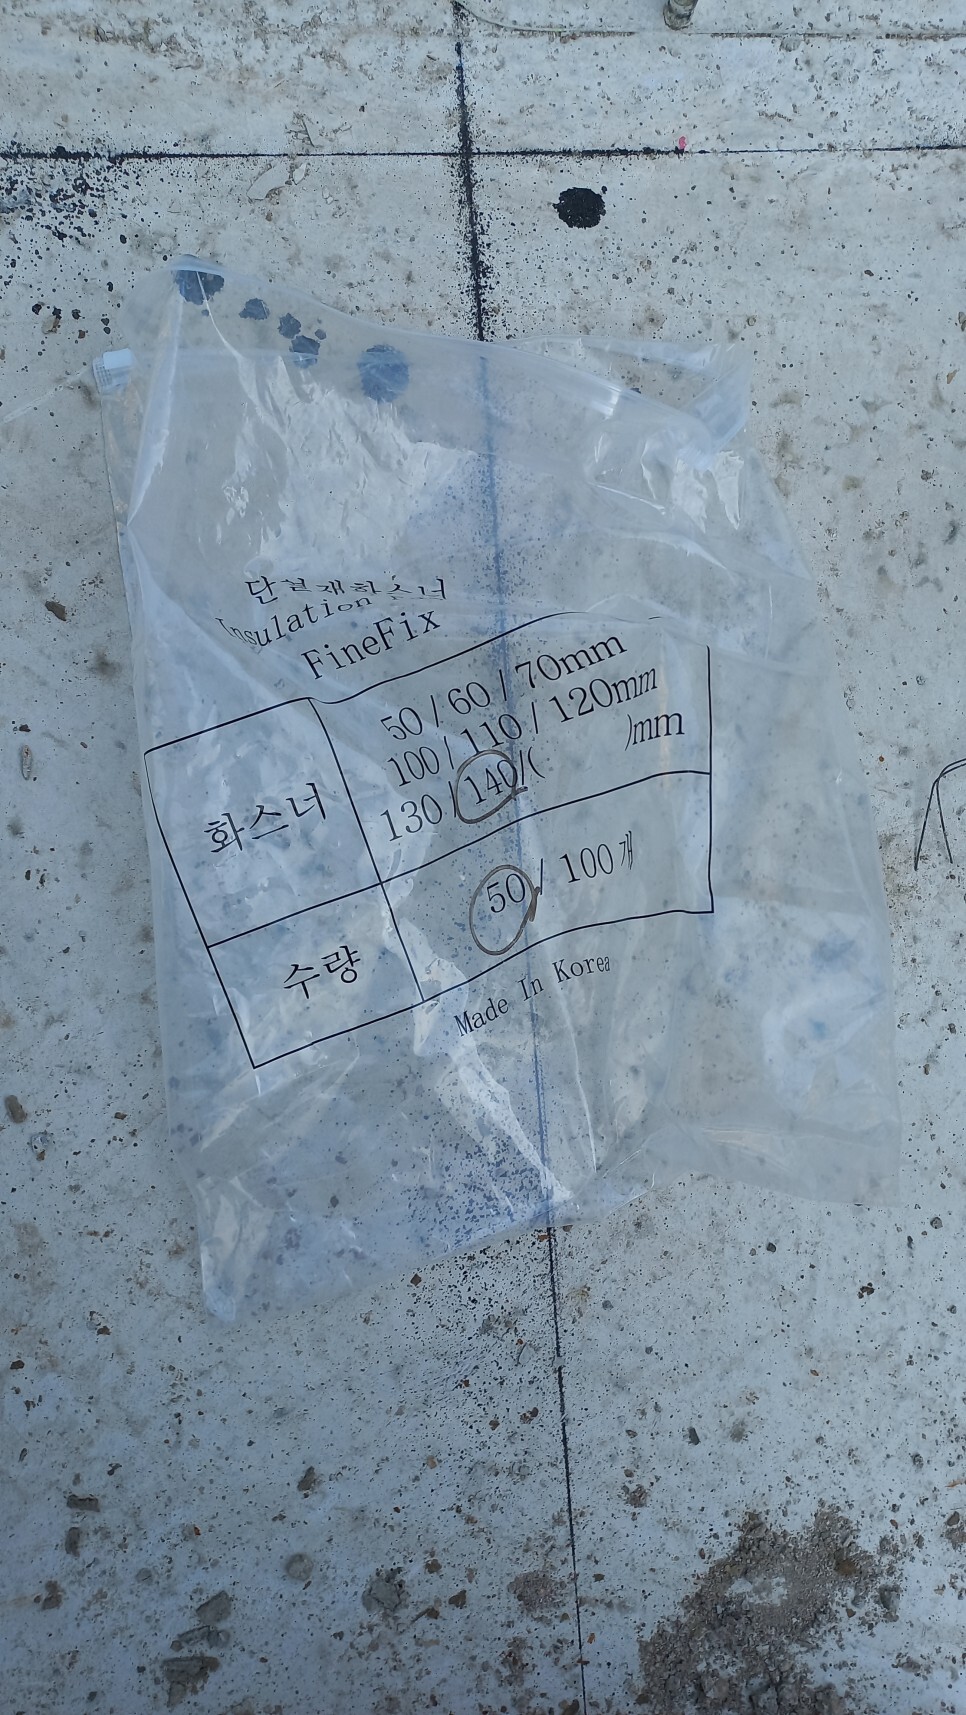 단열재화스너
Insulation
FineFix
화스너
50 / 60 / 70mm
100 / 110 / 120mm
130 / 140 / ( )mm
수량
50 / 100개
Made In Korea